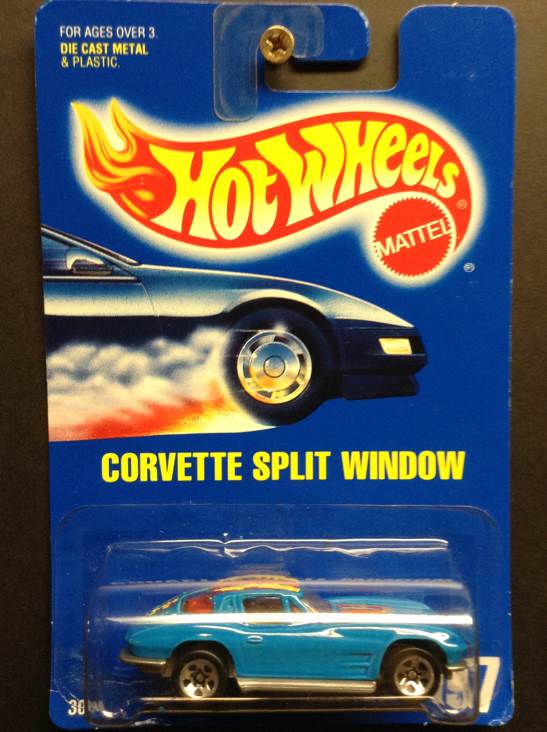 FOR AGES OVER 3.
DIE CAST METAL
& PLASTIC.
HOT WHEELS
®
MATTEL
®
CORVETTE SPLIT WINDOW